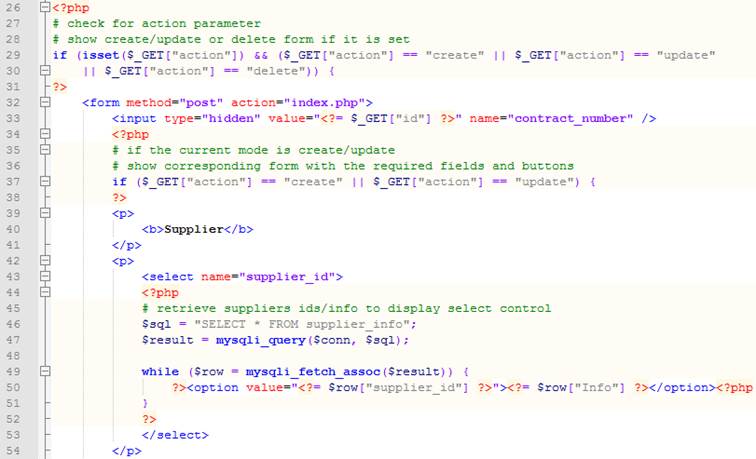 26 <?php
27 # check for action parameter
28 # show create/update or delete form if it is set
29 if (isset($_GET["action"]) && ($_GET["action"] == "create" || $_GET["action"] == "update"
30 || $_GET["action"] == "delete")) {
31 ?>
32 <form method="post" action="index.php">
33 <input type="hidden" value="<?= $_GET["id"] ?>" name="contract_number" />
34 <?php
35 # if the current mode is create/update
36 # show corresponding form with the required fields and buttons
37 if ($_GET["action"] == "create" || $_GET["action"] == "update") {
38 ?>
39 <p>
40 <b>Supplier</b>
41 </p>
42 <p>
43 <select name="supplier_id">
44 <?php
45 # retrieve suppliers ids/info to display select control
46 $sql = "SELECT * FROM supplier_info";
47 $result = mysqli_query($conn, $sql);
48
49 while ($row = mysqli_fetch_assoc($result)) {
50 ?><option value="<?= $row["supplier_id"] ?>"><?= $row["Info"] ?></option><?php
51 }
52 ?>
53 </select>
54 </p>